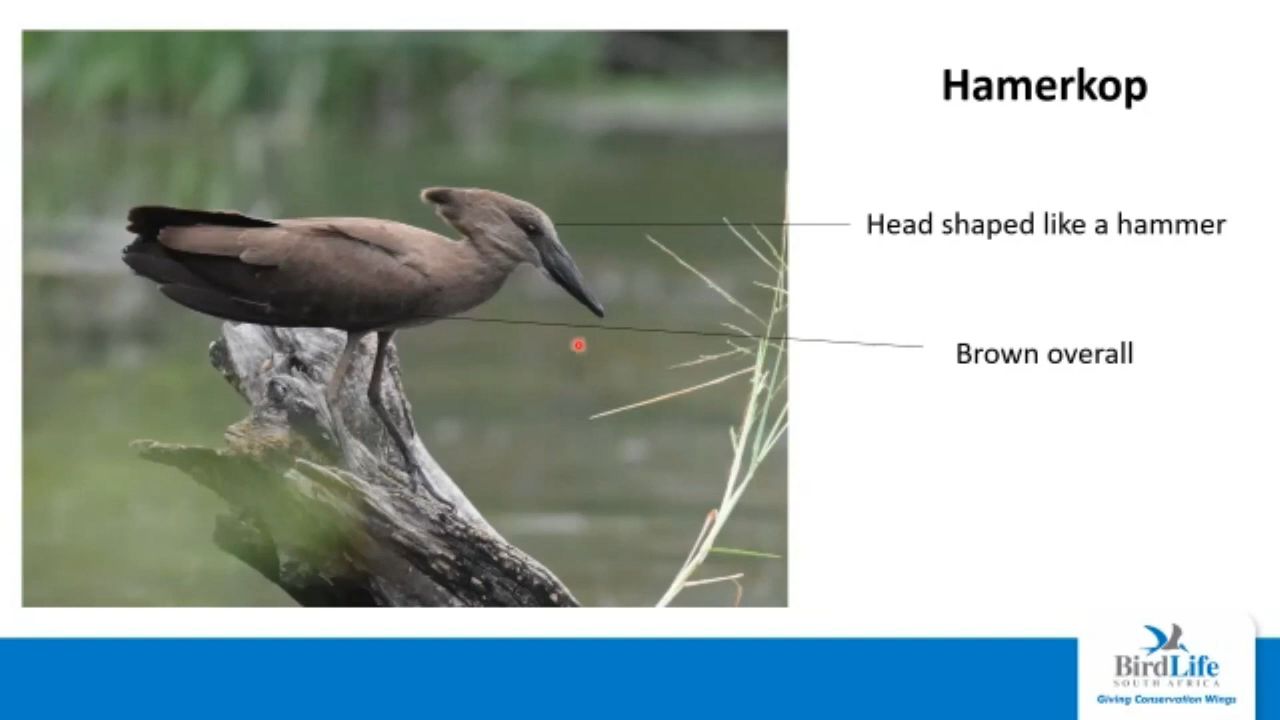 Hamerkop
Head shaped like a hammer
Brown overall
BirdLife
SOUTH AFRICA
Giving Conservation Wings